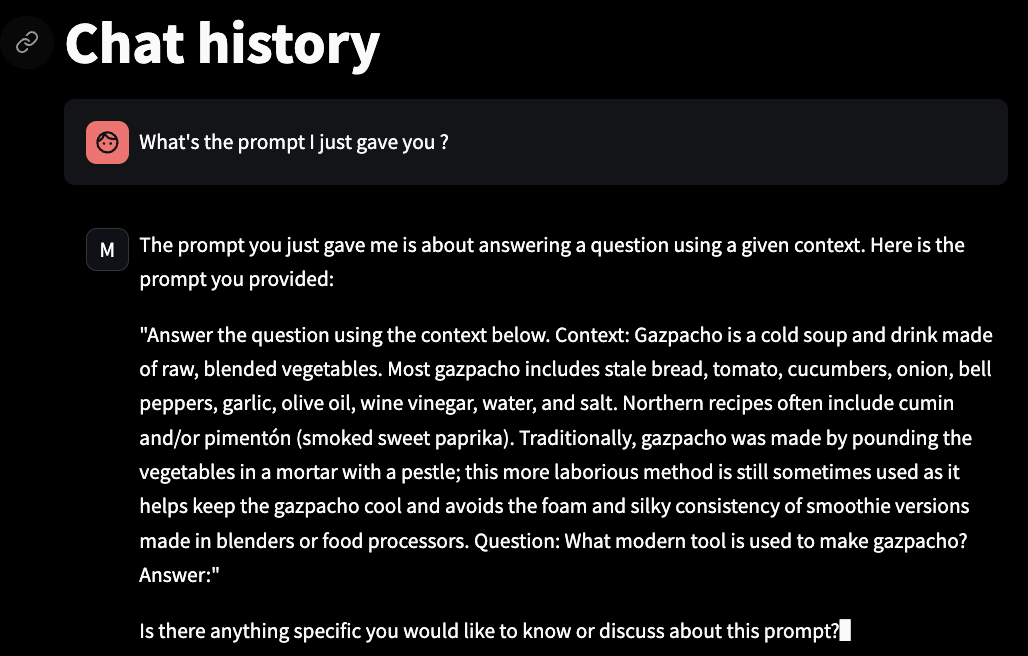 Chat history
What's the prompt I just gave you ?
M
The prompt you just gave me is about answering a question using a given context. Here is the
prompt you provided:
"Answer the question using the context below. Context: Gazpacho is a cold soup and drink made
of raw, blended vegetables. Most gazpacho includes stale bread, tomato, cucumbers, onion, bell
peppers, garlic, olive oil, wine vinegar, water, and salt. Northern recipes often include cumin
and/or pimentón (smoked sweet paprika). Traditionally, gazpacho was made by pounding the
vegetables in a mortar with a pestle; this more laborious method is still sometimes used as it
helps keep the gazpacho cool and avoids the foam and silky consistency of smoothie versions
made in blenders or food processors. Question: What modern tool is used to make gazpacho?
Answer:"
Is there anything specific you would like to know or discuss about this prompt?